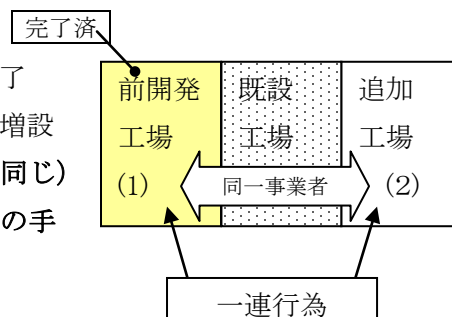 完了済
了
増設
同じ)
の手
前開発
工場
(1)
既設
工場
追加
工場
(2)
同一事業者
一連行為